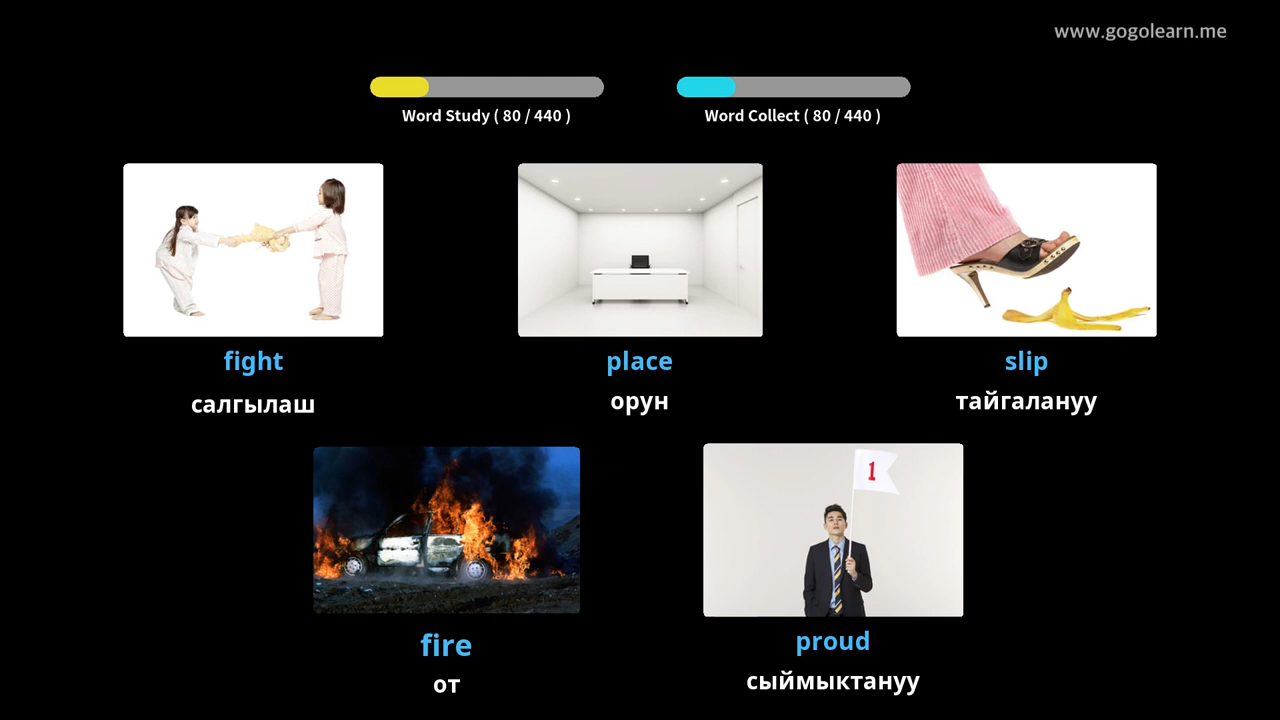 www.gogolearn.me
Word Study ( 80 / 440 )
Word Collect ( 80 / 440 )
fight
салгылаш
place
орун
slip
тайгалануу
1
fire
от
proud
сыймыктануу